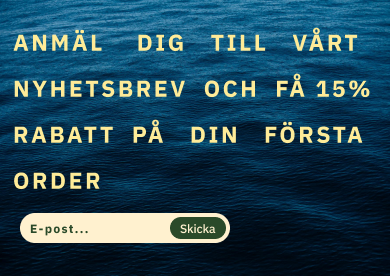 ANMÄL DIG TILL VÅRT
NYHETSBREV OCH FÅ 15%
RABATT PÅ DIN FÖRSTA
ORDER
E-post... Skicka